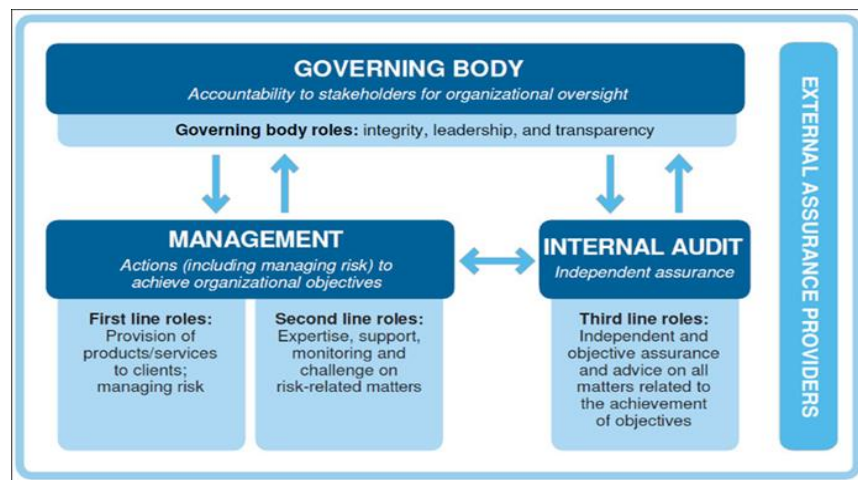 GOVERNING BODY
Accountability to stakeholders for organizational oversight
Governing body roles: integrity, leadership, and transparency
MANAGEMENT
Actions (including managing risk) to
achieve organizational objectives
First line roles:
Provision of
products/services
to clients;
managing risk
Second line roles:
Expertise, support,
monitoring and
challenge on
risk-related matters
INTERNAL AUDIT
Independent assurance
Third line roles:
Independent and
objective assurance
and advice on all
matters related to
the achievement
of objectives
EXTERNAL ASSURANCE PROVIDERS